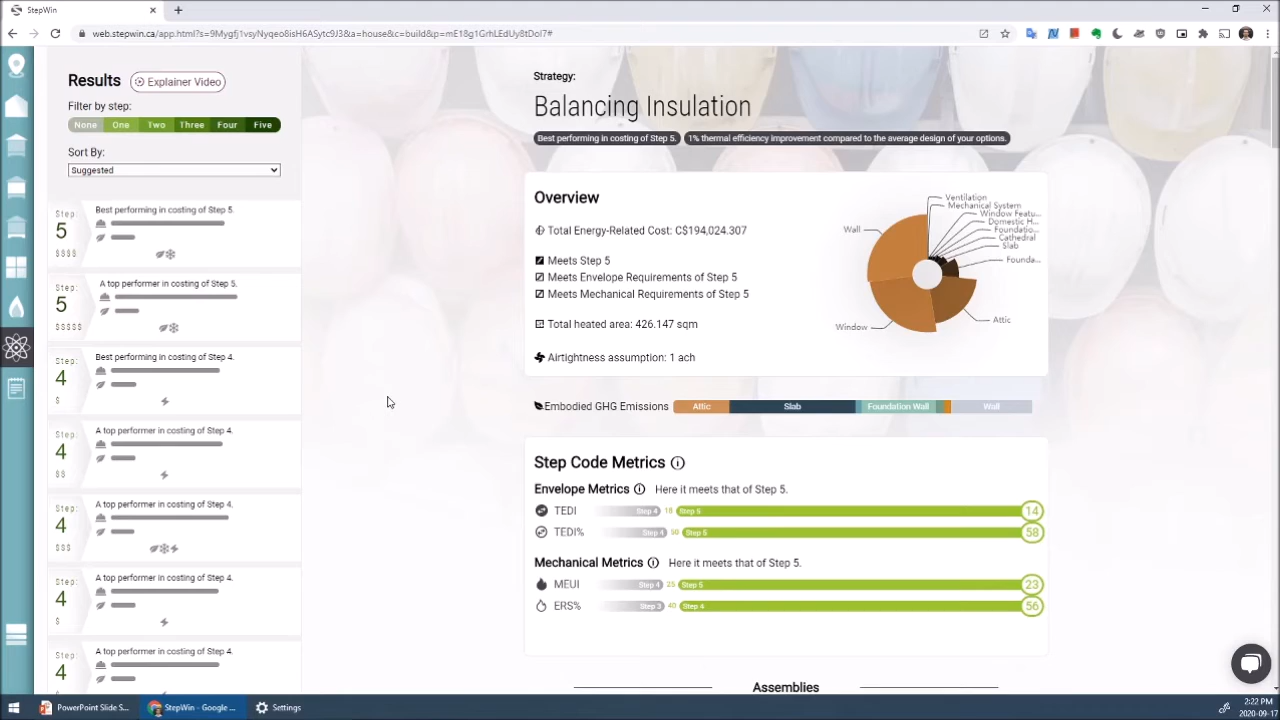 StepWin
web.stepwin.ca/app.html?s=9Mygfj1vsyNyqeo8isH6ASytc9J3&a=house&c=build&p=mE18g1GrhLEdUy8tDoI7#
Results
Explainer Video
Filter by step:
None One Two Three Four Five
Sort By:
Suggested
Step:
5
$$$$
Best performing in costing of Step 5.
Step:
5
$$$$$
A top performer in costing of Step 5.
Step:
4
$
Best performing in costing of Step 4.
Step:
4
$$
A top performer in costing of Step 4.
Step:
4
$$$
A top performer in costing of Step 4.
Step:
4
$
A top performer in costing of Step 4.
Step:
4
A top performer in costing of Step 4.
Strategy:
Balancing Insulation
Best performing in costing of Step 5. 1% thermal efficiency improvement compared to the average design of your options.
Overview
Total Energy-Related Cost: C$194,024.307
Meets Step 5
Meets Envelope Requirements of Step 5
Meets Mechanical Requirements of Step 5
Total heated area: 426.147 sqm
Airtightness assumption: 1 ach
Ventilation
Mechanical System
Window Featu...
Domestic H...
Foundatio...
Cathedral
Slab
Founda...
Wall
Window
Attic
Embodied GHG Emissions Attic Slab Foundation Wall Wall
Step Code Metrics
Envelope Metrics Here it meets that of Step 5.
TEDI Step 4 Step 5 14
TEDI% Step 4 50 Step 5 58
Mechanical Metrics Here it meets that of Step 5.
MEUI Step 4 25 Step 5 23
ERS% Step 3 40 Step 4 56
Assemblies
PowerPoint Slide S...
StepWin - Google ...
Settings
2:22 PM
2020-09-17